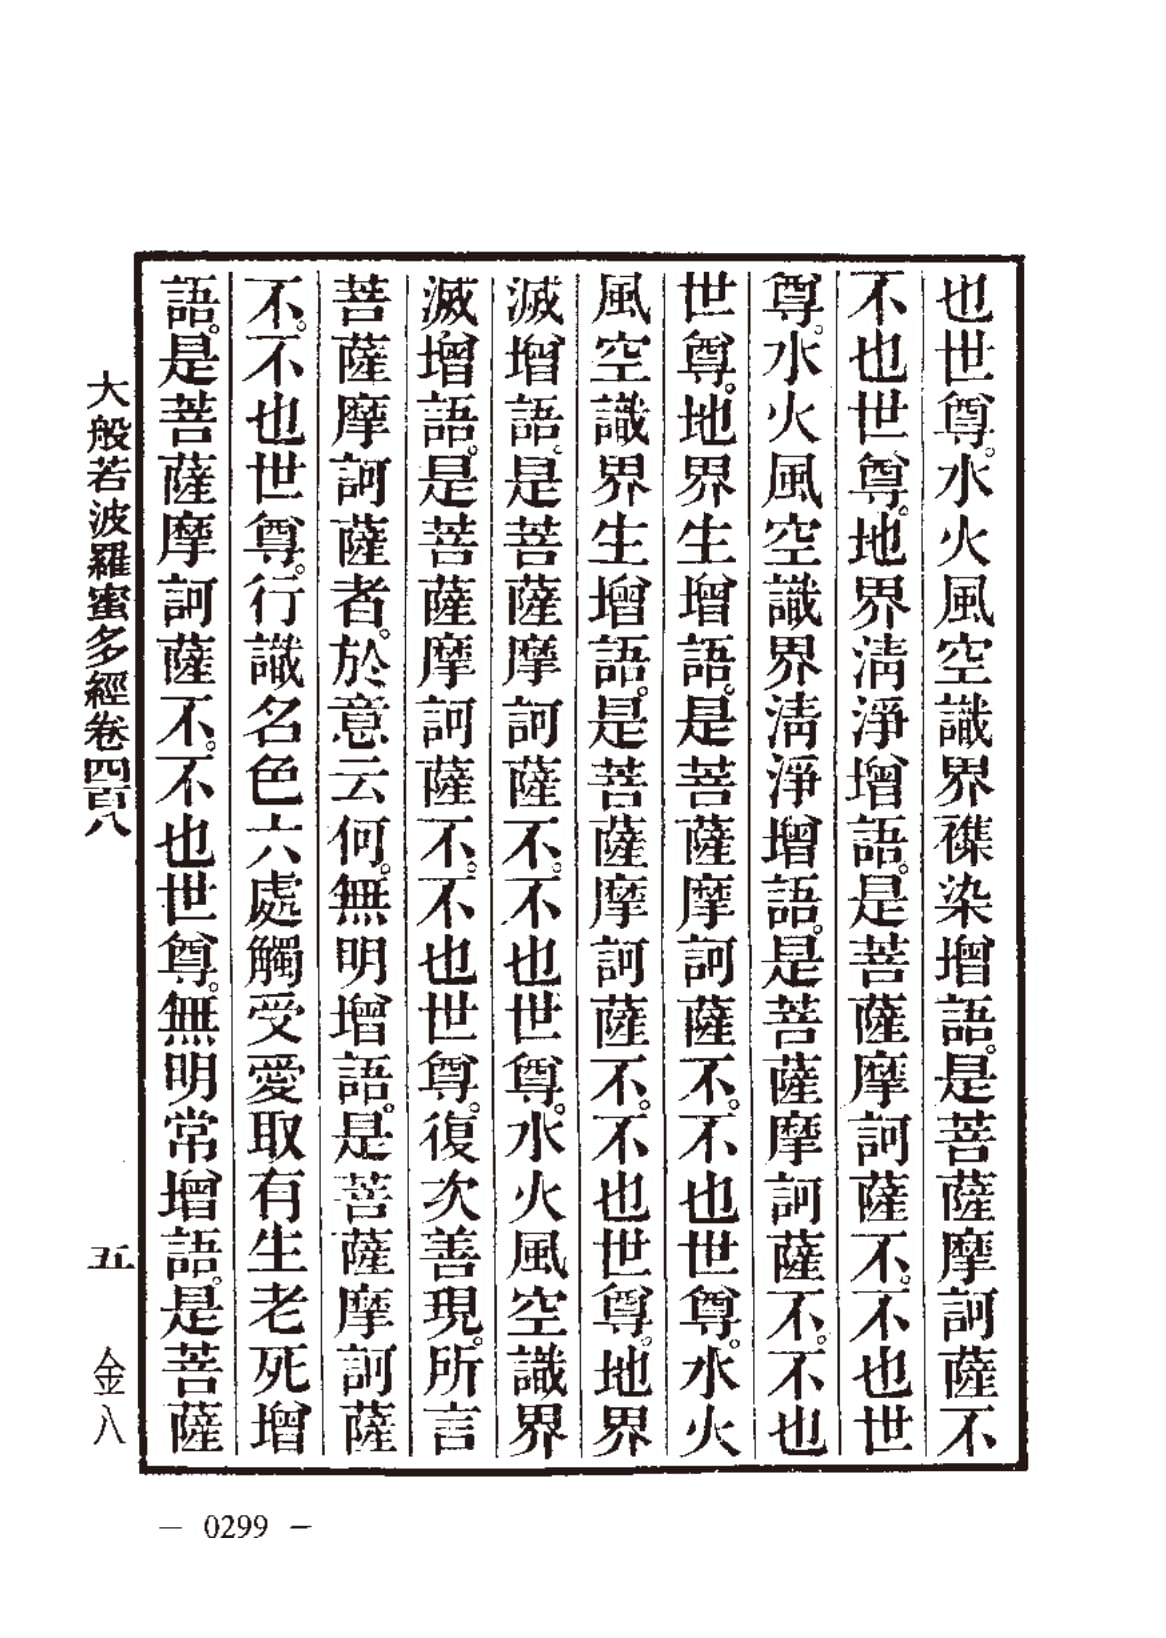 也世尊。水火風空識界襍染增語。是菩薩摩訶薩不
不也世尊。地界淸淨增語。是菩薩摩訶薩不。不也世
尊。水火風空識界淸淨增語。是菩薩摩訶薩不。不也
世尊。地界生增語。是菩薩摩訶薩不。不也世尊。水火
風空識界生增語。是菩薩摩訶薩不。不也世尊。地界
滅增語。是菩薩摩訶薩不。不也世尊。水火風空識界
滅增語。是菩薩摩訶薩不。不也世尊。復次善現。所言
菩薩摩訶薩者。於意云何。無明增語。是菩薩摩訶薩
不。不也世尊。行識名色六處觸受愛取有生老死增
語。是菩薩摩訶薩不。不也世尊。無明常增語。是菩薩
大般若波羅蜜多經卷四百八 五 金八
— 0299 —